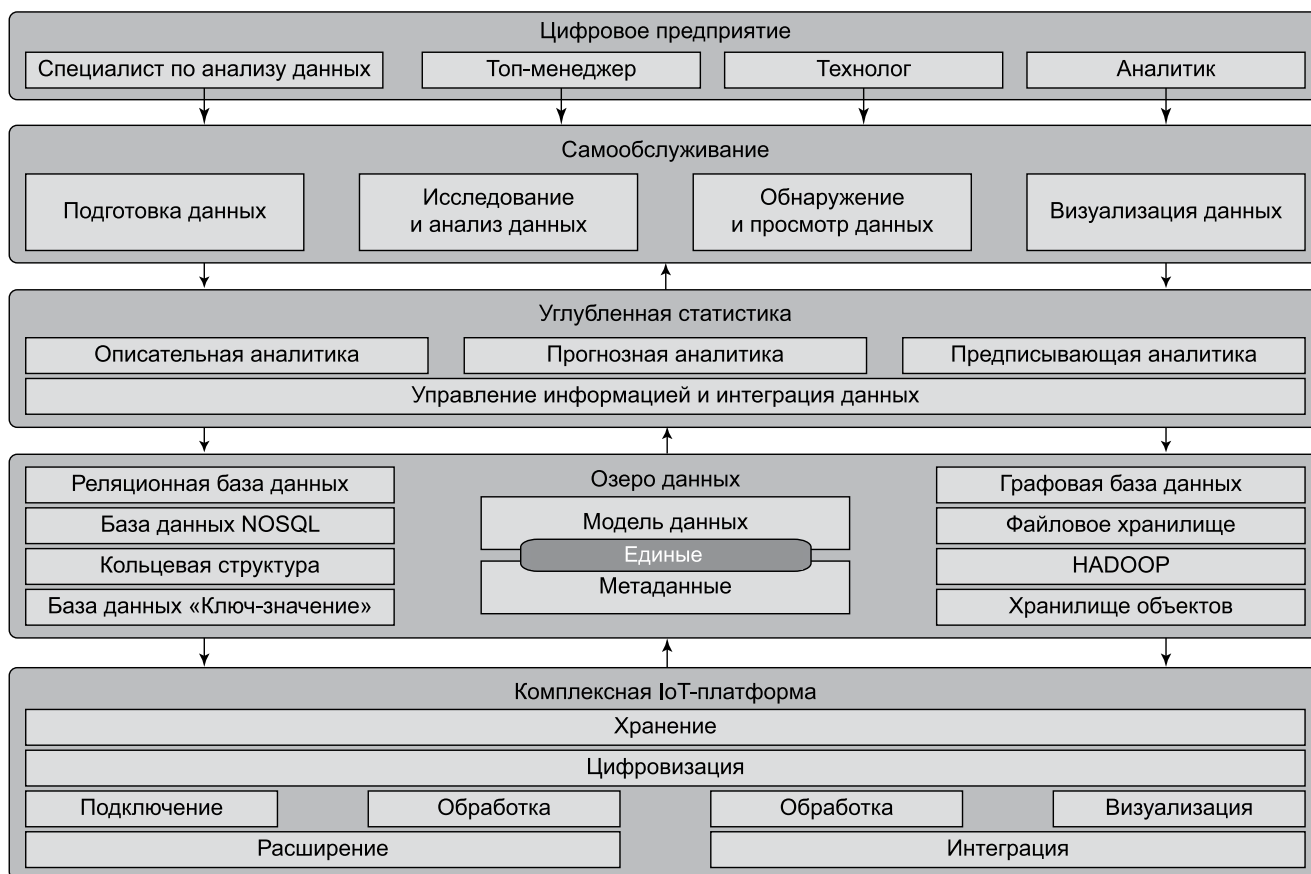 Цифровое предприятие
Специалист по анализу данных
Топ-менеджер
Технолог
Аналитик
Самообслуживание
Подготовка данных
Исследование
и анализ данных
Обнаружение
и просмотр данных
Визуализация данных
Углубленная статистика
Описательная аналитика
Прогнозная аналитика
Предписывающая аналитика
Управление информацией и интеграция данных
Реляционная база данных
База данных NOSQL
Кольцевая структура
База данных «Ключ-значение»
Озеро данных
Модель данных
Единые
Метаданные
Графовая база данных
Файловое хранилище
HADOOP
Хранилище объектов
Комплексная IoT-платформа
Хранение
Цифровизация
Подключение
Обработка
Обработка
Визуализация
Расширение
Интеграция